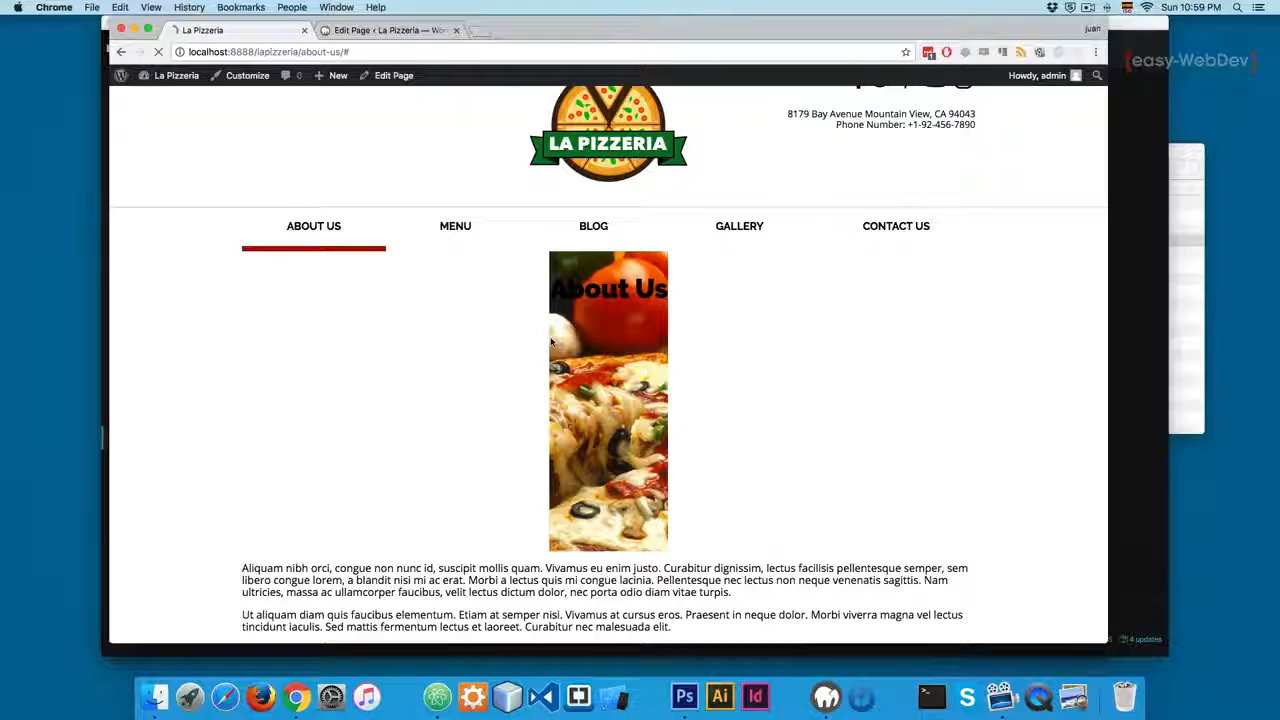 Chrome File Edit View History Bookmarks People Window Help Sun 10:59 PM
La Pizzeria Edit Page ‹ La Pizzeria — Wor juan
localhost:8888/lapizzeria/about-us/#
(easy-WebDev)
La Pizzeria Customize 0 New Edit Page Howdy, admin
LA PIZZERIA
8179 Bay Avenue Mountain View, CA 94043
Phone Number: +1-92-456-7890
ABOUT US MENU BLOG GALLERY CONTACT US
About Us
Aliquam nibh orci, congue non nunc id, suscipit mollis quam. Vivamus eu enim justo. Curabitur dignissim, lectus facilisis pellentesque semper, sem
libero congue lorem, a blandit nisi mi ac erat. Morbi a lectus quis mi congue lacinia. Pellentesque nec lectus non neque venenatis sagittis. Nam
ultricies, massa ac ullamcorper faucibus, velit lectus dictum dolor, nec porta odio diam vitae turpis.
Ut aliquam diam quis faucibus elementum. Etiam at semper nisi. Vivamus at cursus eros. Praesent in neque dolor. Morbi viverra magna vel lectus
tincidunt iaculis. Sed mattis fermentum lectus et laoreet. Curabitur nec malesuada elit.
4 updates
Ps Ai Id S